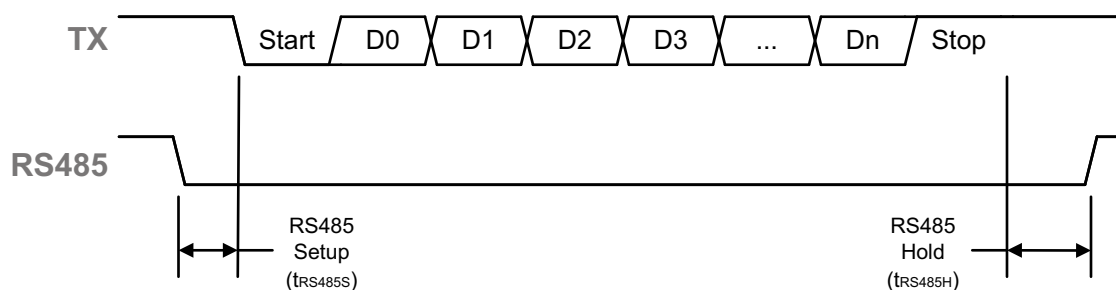 TX Start D0 D1 D2 D3 ... Dn Stop
RS485
RS485
Setup
(tRS485S)
RS485
Hold
(tRS485H)